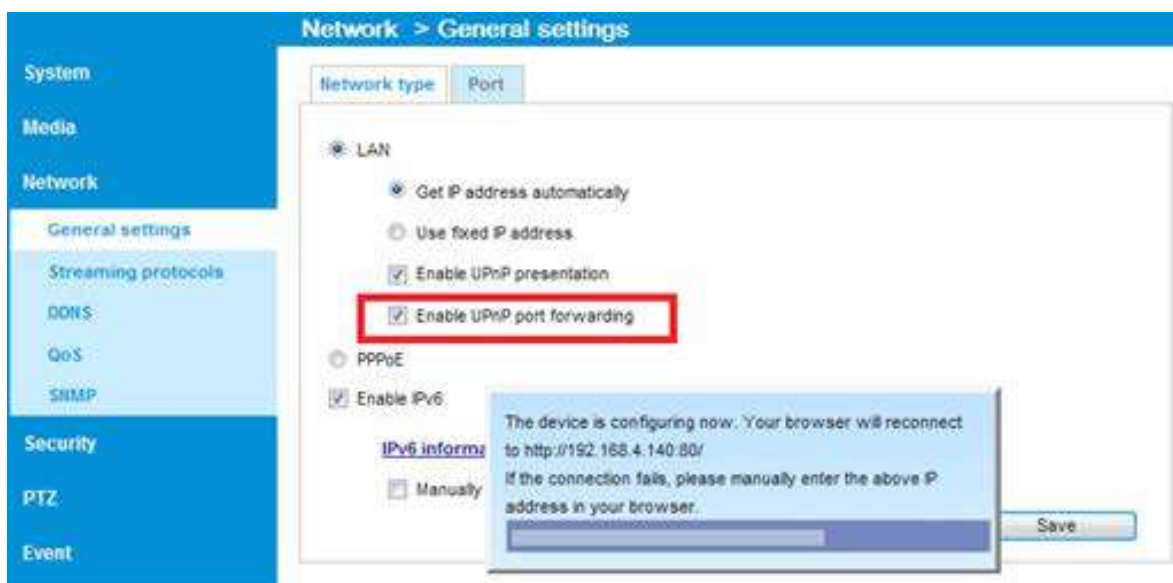 Network > General settings
System
Media
Network
General settings
Streaming protocols
DDNS
QoS
SNMP
Security
PTZ
Event
Network type
Port
LAN
Get IP address automatically
Use fixed IP address
Enable UPnP presentation
Enable UPnP port forwarding
PPPoE
Enable IPv6
IPv6 informa
Manually
The device is configuring now. Your browser will reconnect
to http://192.168.4.140:80/
If the connection fails, please manually enter the above IP
address in your browser.
Save